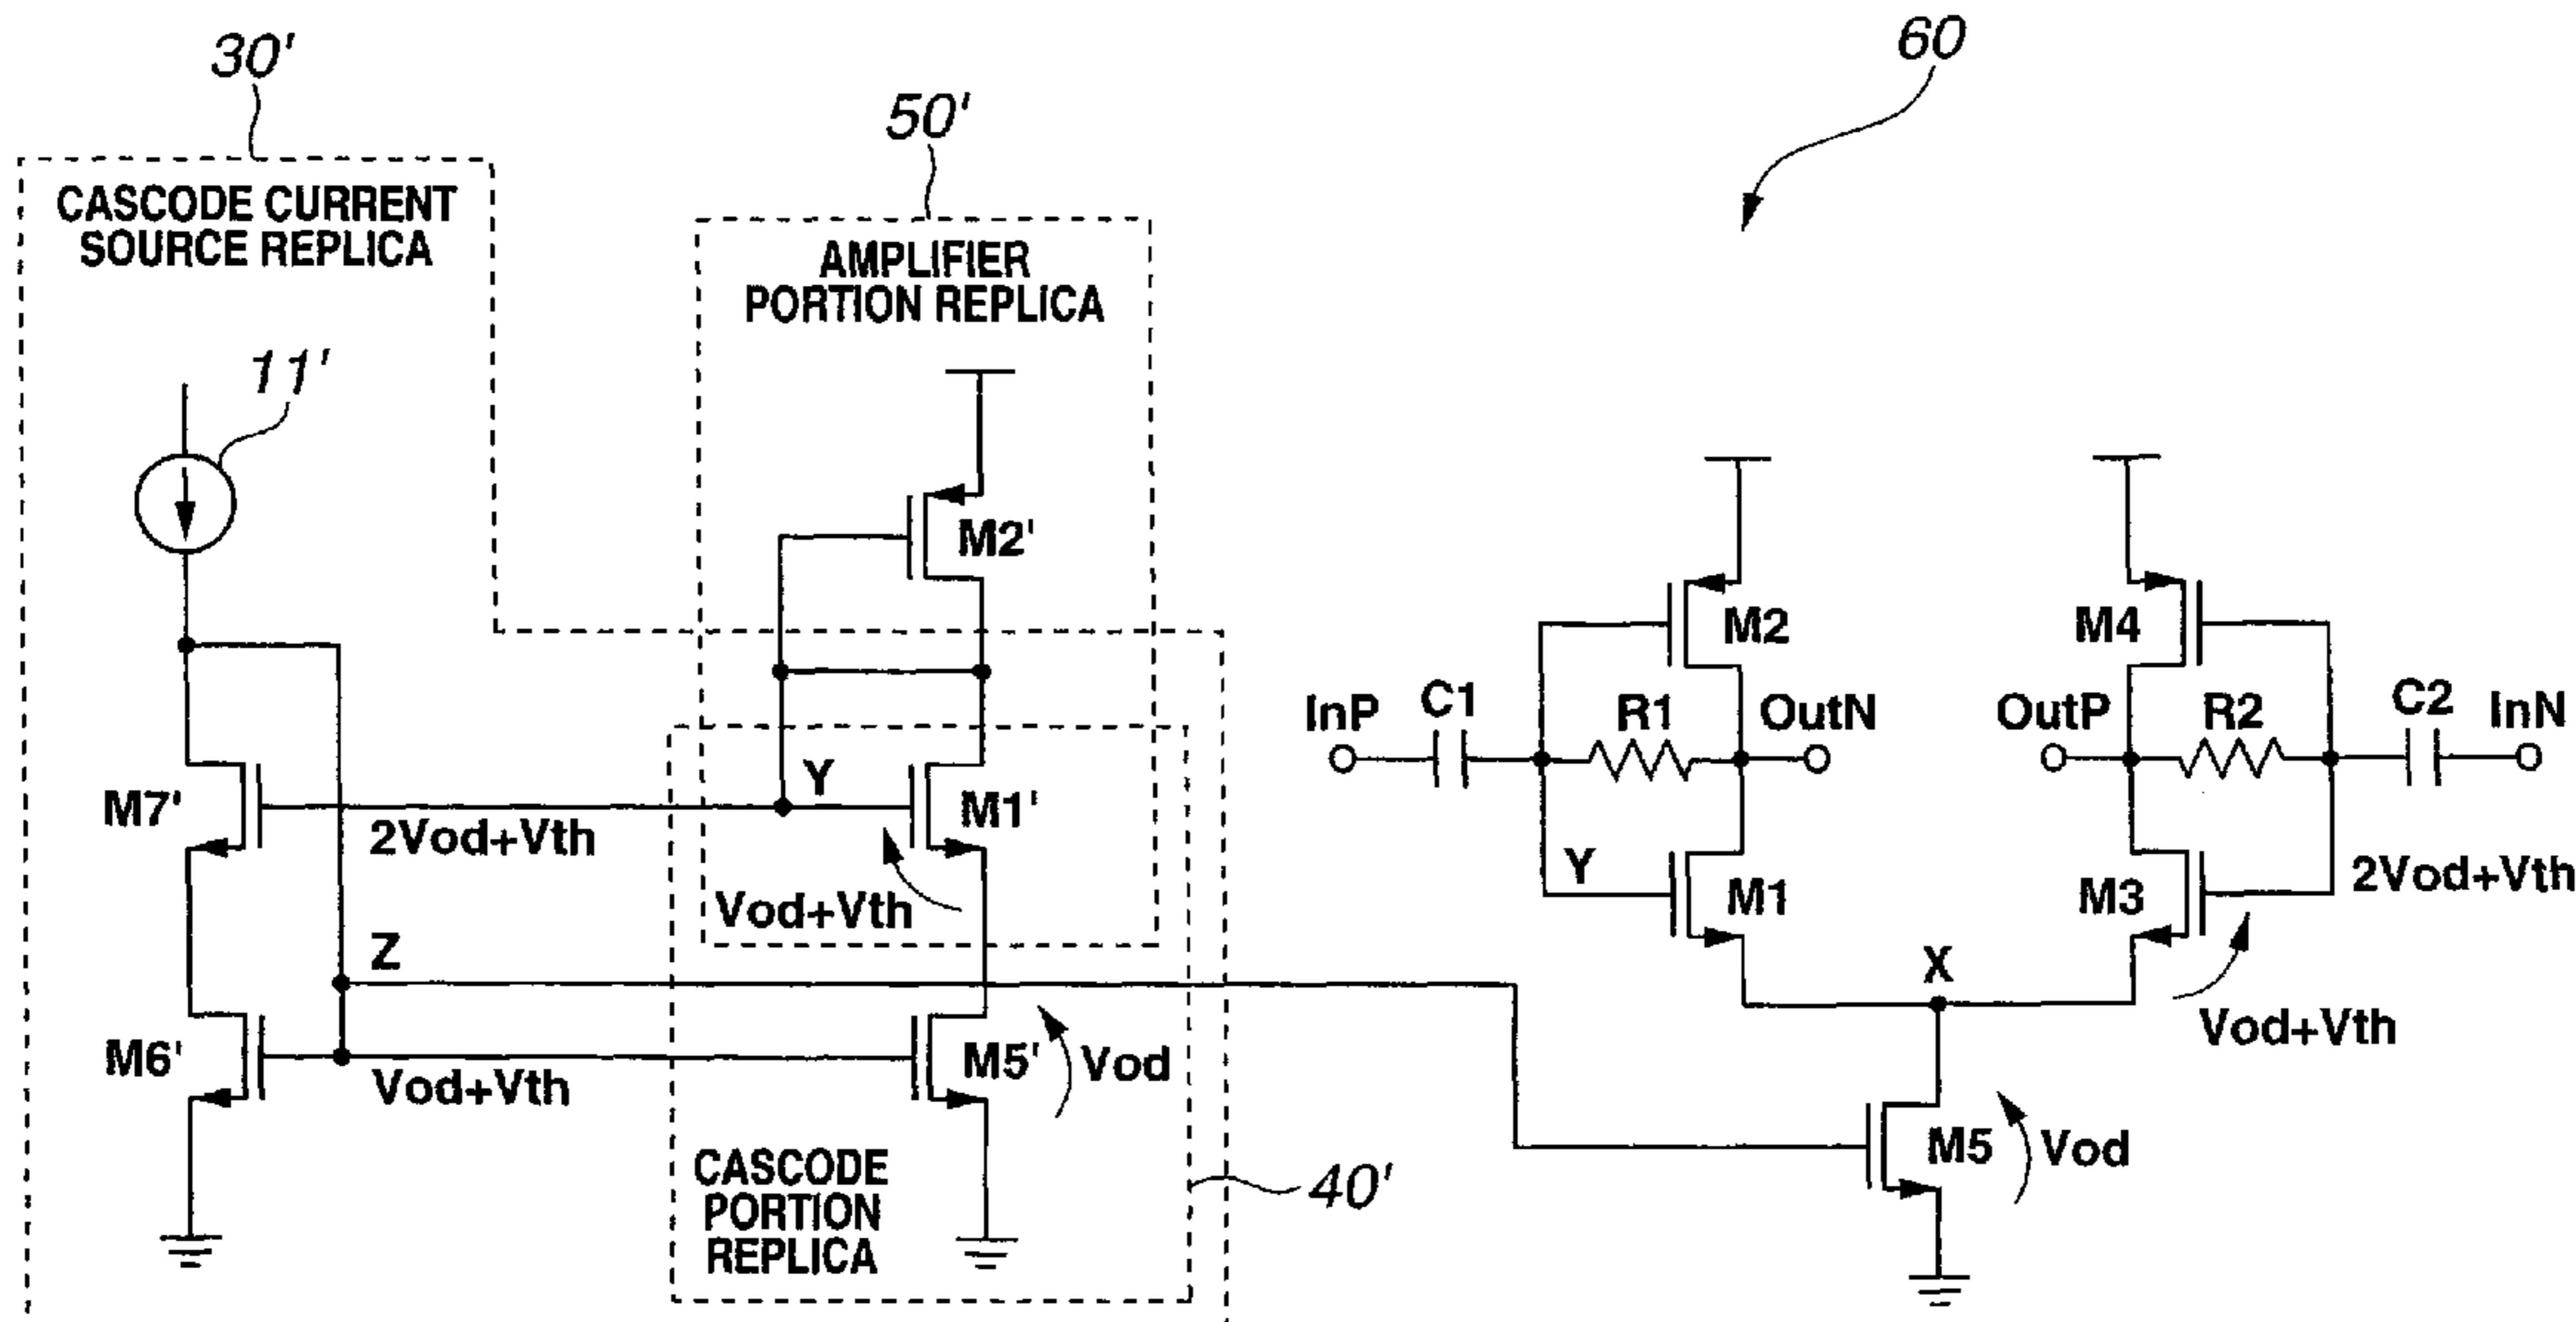 30'
50'
60
CASCODE CURRENT
SOURCE REPLICA
AMPLIFIER
PORTION REPLICA
11'
M2'
M2
M4
InP
C1
R1
OutN
OutP
R2
C2
InN
M7'
Y
M1'
2Vod+Vth
Vod+Vth
Y
M1
M3
2Vod+Vth
Z
X
Vod+Vth
M6'
Vod+Vth
M5'
Vod
M5
Vod
CASCODE
PORTION
REPLICA
40'